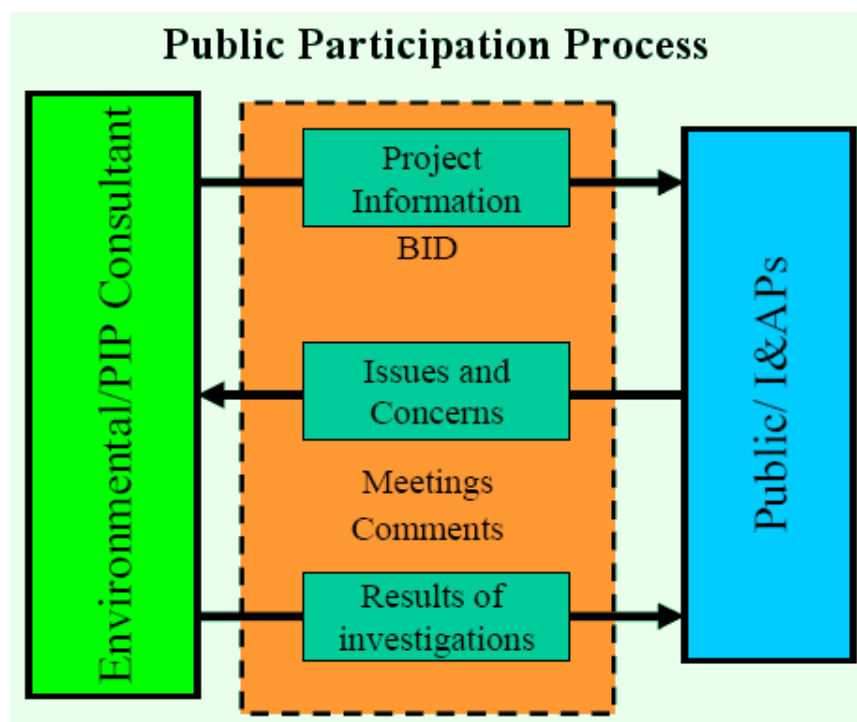 Public Participation Process
Environmental/PIP Consultant
Project
Information
BID
Issues and
Concerns
Meetings
Comments
Results of
investigations
Public/ I&APs